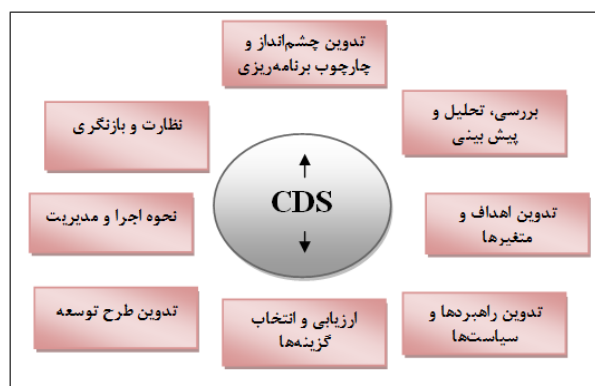 تدوین چشم‌انداز و
چارچوب برنامه‌ریزی
بررسی، تحلیل و
پیش بینی
نظارت و بازنگری
CDS
تدوین اهداف و
متغیرها
نحوه اجرا و مدیریت
تدوین راهبردها و
سیاست‌ها
ارزیابی و انتخاب
گزینه‌ها
تدوین طرح توسعه